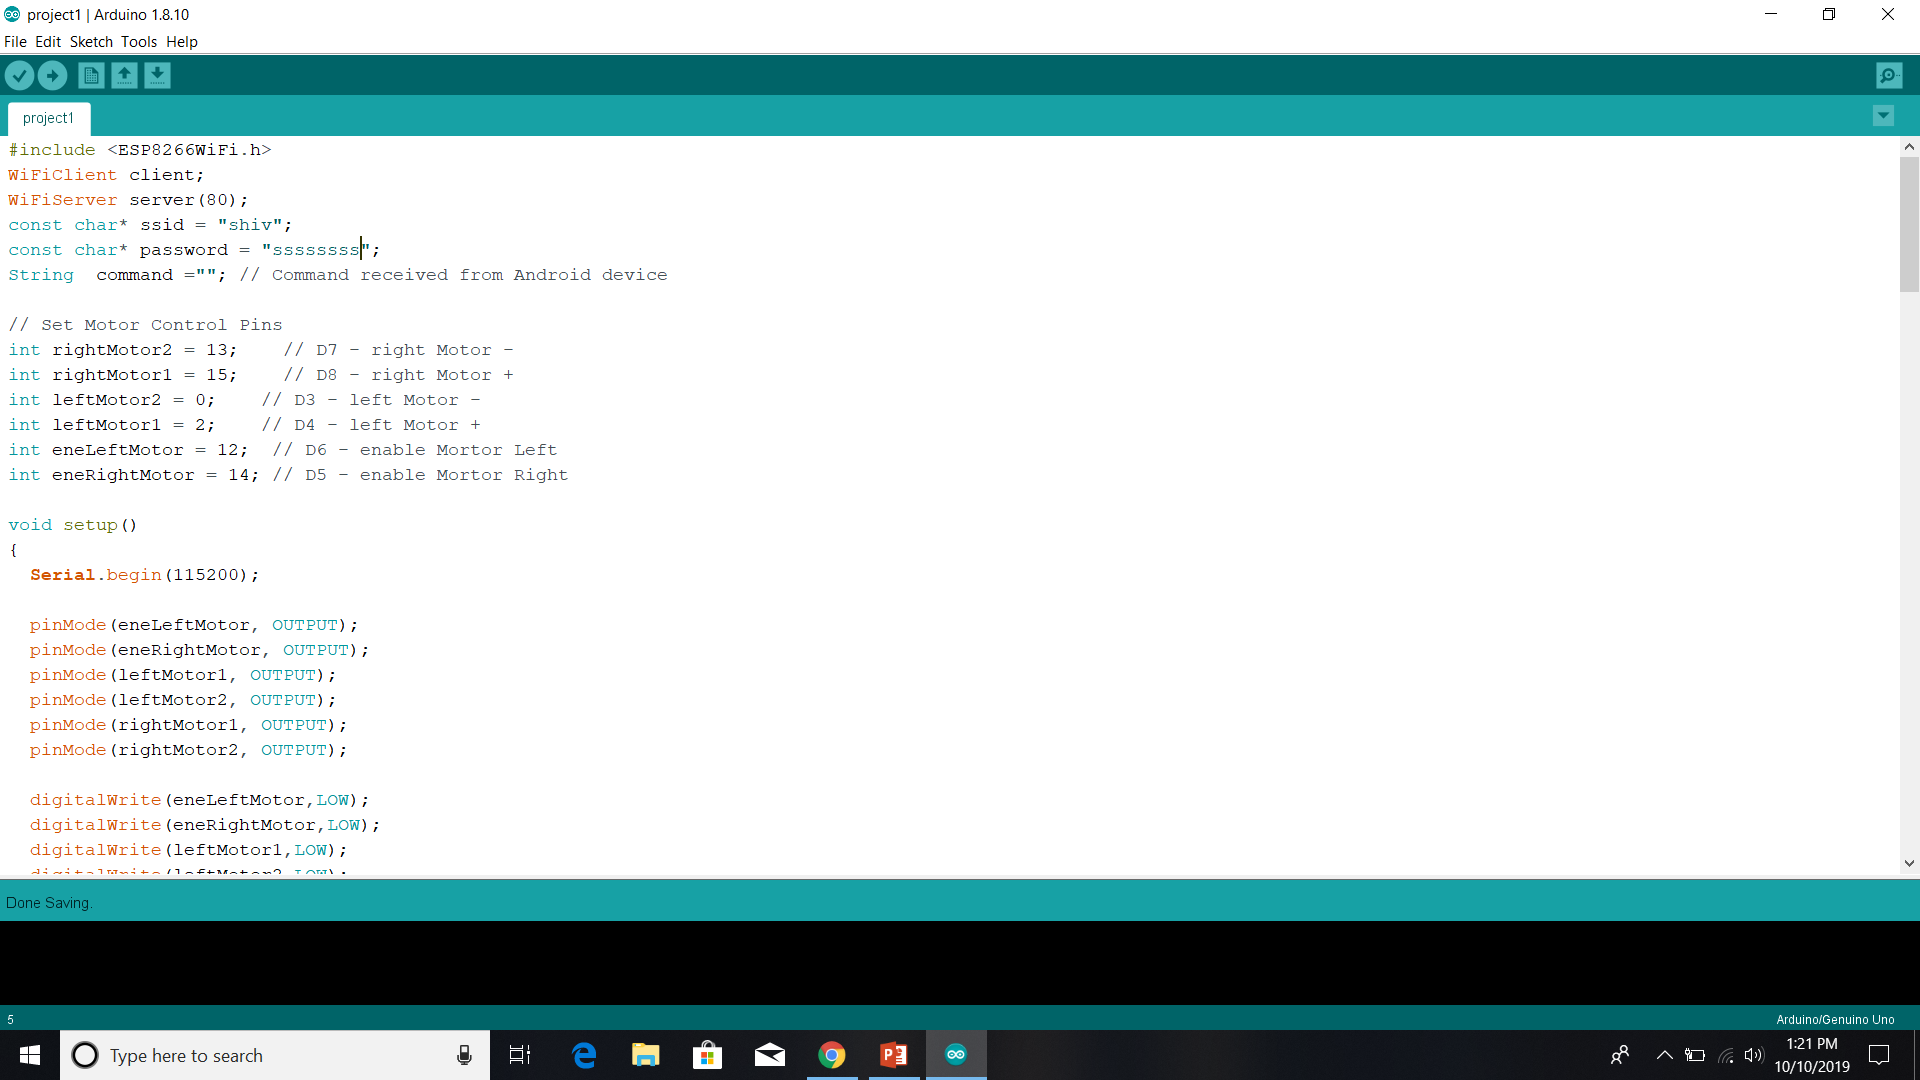 project1 | Arduino 1.8.10
File Edit Sketch Tools Help
project1
#include <ESP8266WiFi.h>
WiFiClient client;
WiFiServer server(80);
const char* ssid = "shiv";
const char* password = "ssssssss";
String  command =""; // Command received from Android device
// Set Motor Control Pins
int rightMotor2 = 13;    // D7 - right Motor -
int rightMotor1 = 15;    // D8 - right Motor +
int leftMotor2 = 0;    // D3 - left Motor -
int leftMotor1 = 2;    // D4 - left Motor +
int eneLeftMotor = 12;  // D6 - enable Mortor Left
int eneRightMotor = 14; // D5 - enable Mortor Right
void setup()
{
Serial.begin(115200);
pinMode(eneLeftMotor, OUTPUT);
pinMode(eneRightMotor, OUTPUT);
pinMode(leftMotor1, OUTPUT);
pinMode(leftMotor2, OUTPUT);
pinMode(rightMotor1, OUTPUT);
pinMode(rightMotor2, OUTPUT);
digitalWrite(eneLeftMotor,LOW);
digitalWrite(eneRightMotor,LOW);
digitalWrite(leftMotor1,LOW);
digitalWrite(leftMotor2,LOW);
Done Saving.
5
Arduino/Genuino Uno
Type here to search
1:21 PM
10/10/2019